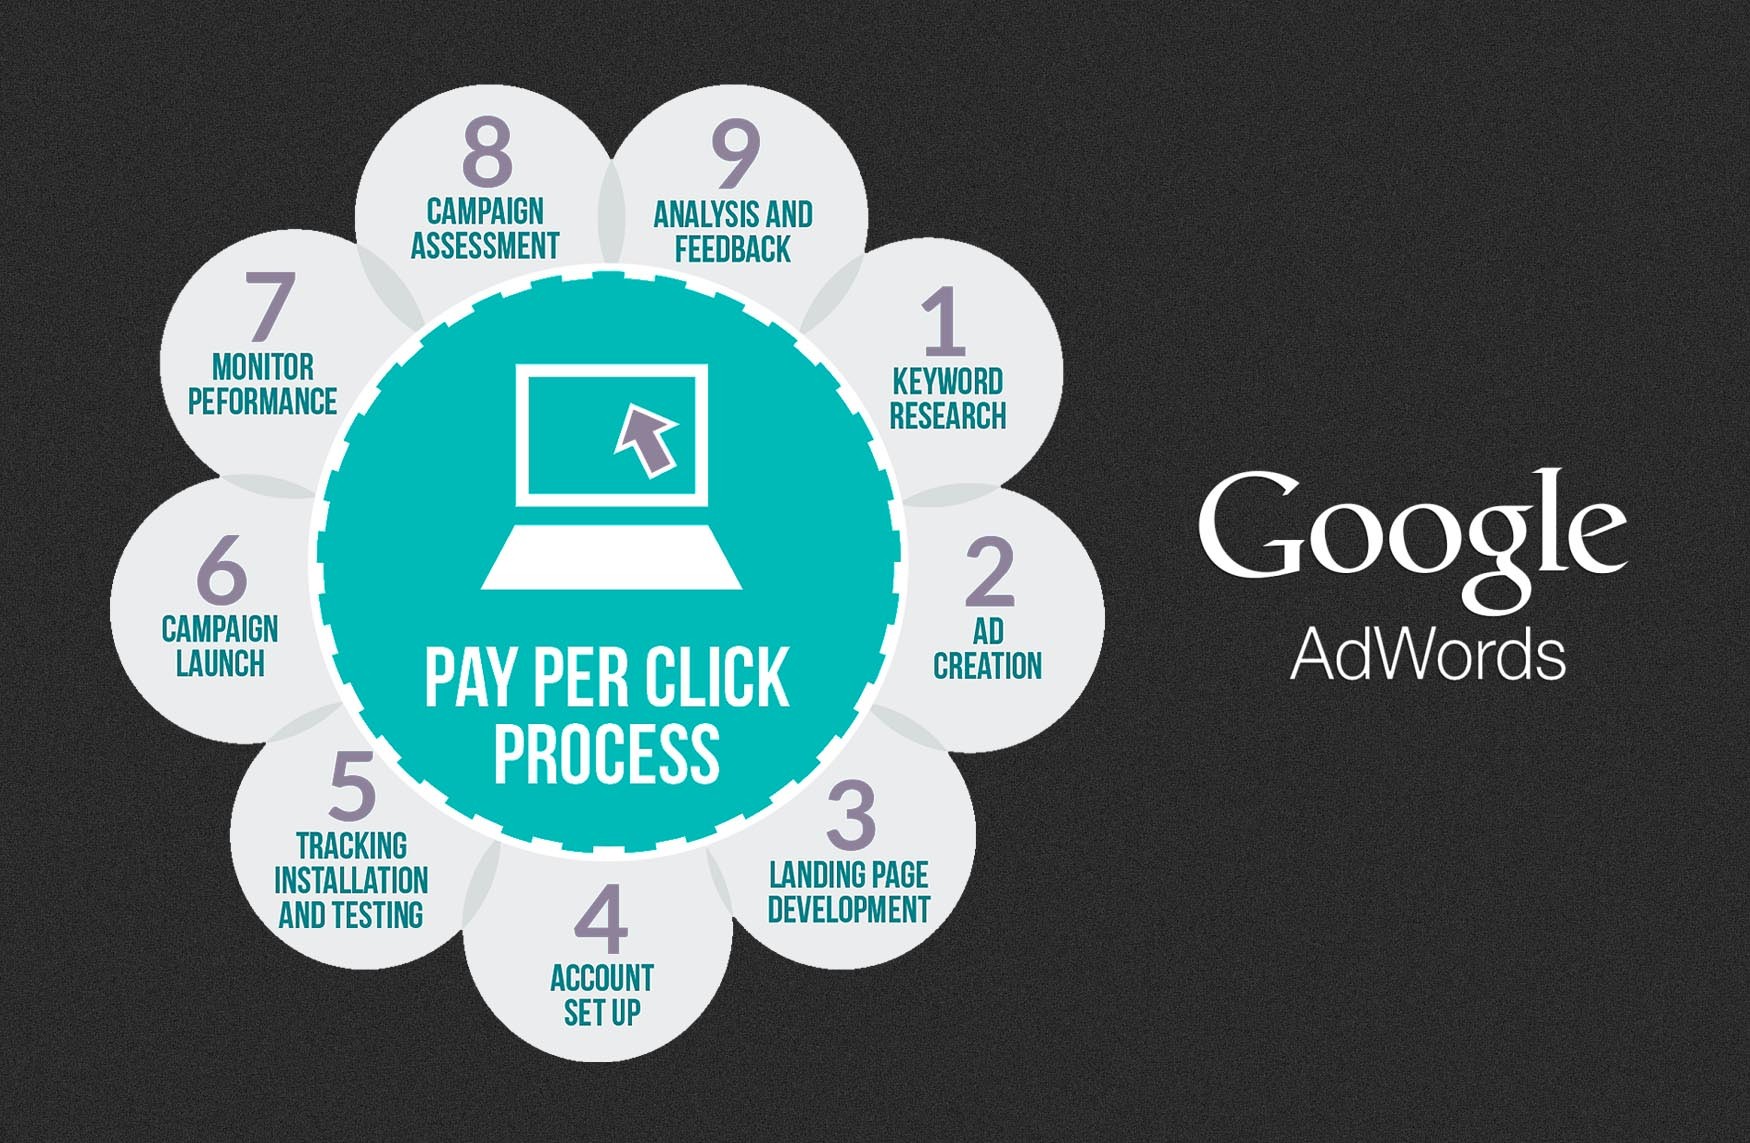 8
CAMPAIGN
ASSESSMENT
9
ANALYSIS AND
FEEDBACK
7
MONITOR
PEFORMANCE
1
KEYWORD
RESEARCH
6
CAMPAIGN
LAUNCH
2
AD
CREATION
PAY PER CLICK
PROCESS
5
TRACKING
INSTALLATION
AND TESTING
3
LANDING PAGE
DEVELOPMENT
4
ACCOUNT
SET UP
Google
AdWords